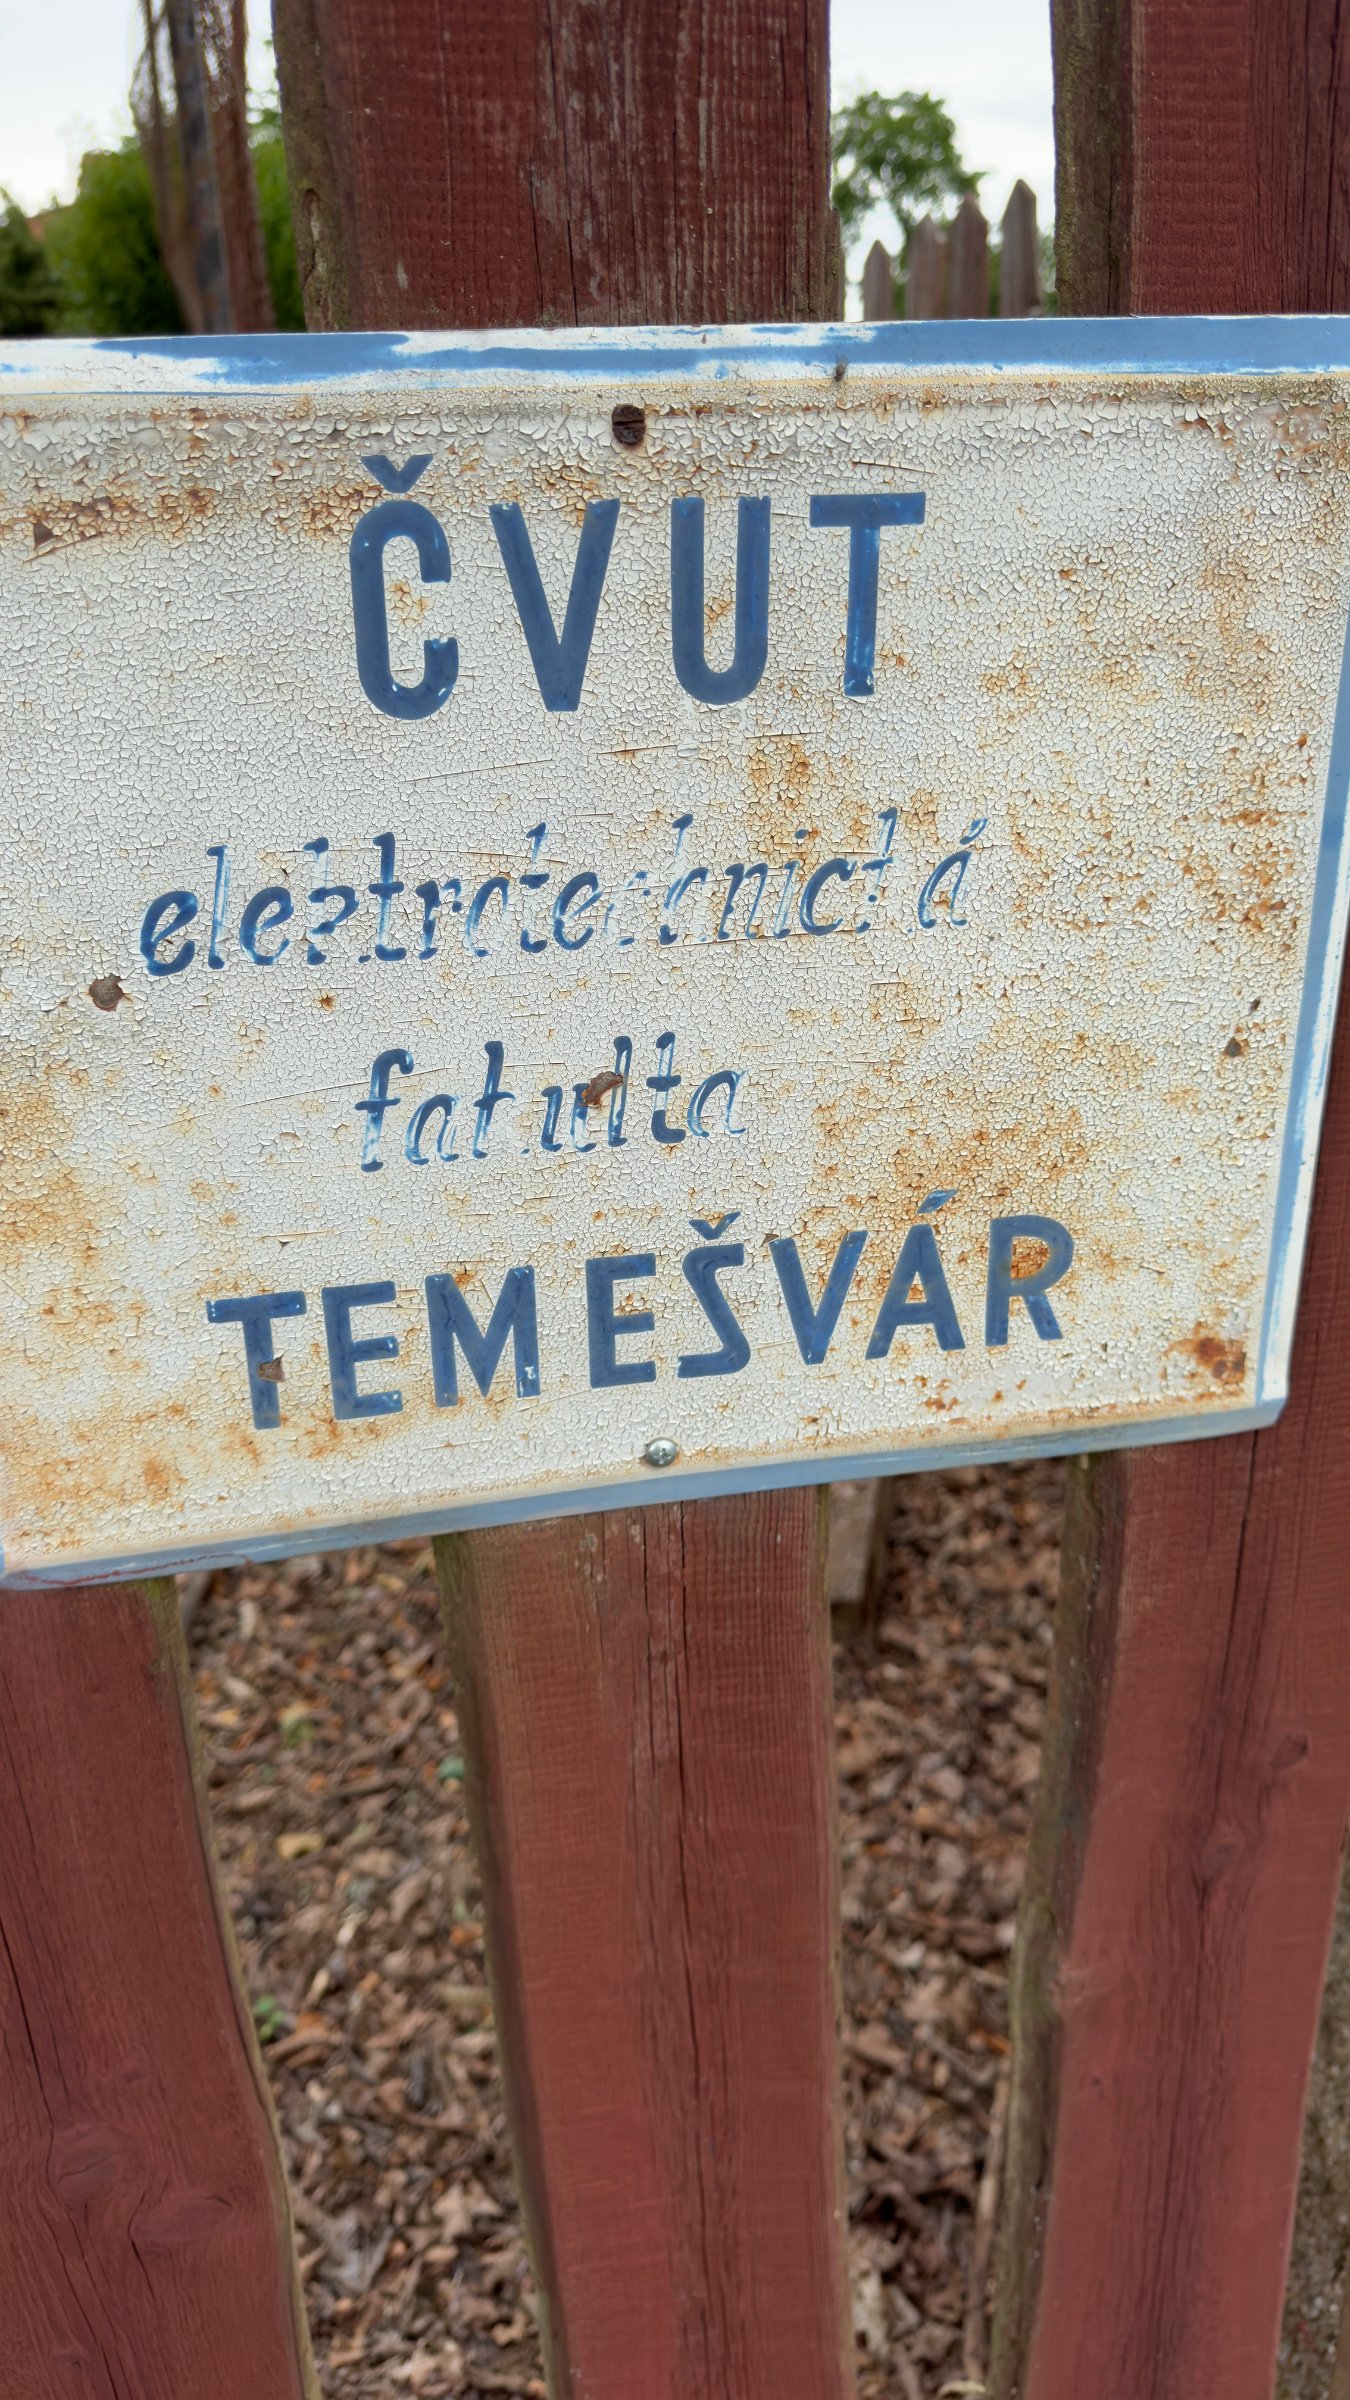 ČVUT
elektrotechnická
fakulta
TEMEŠVÁR